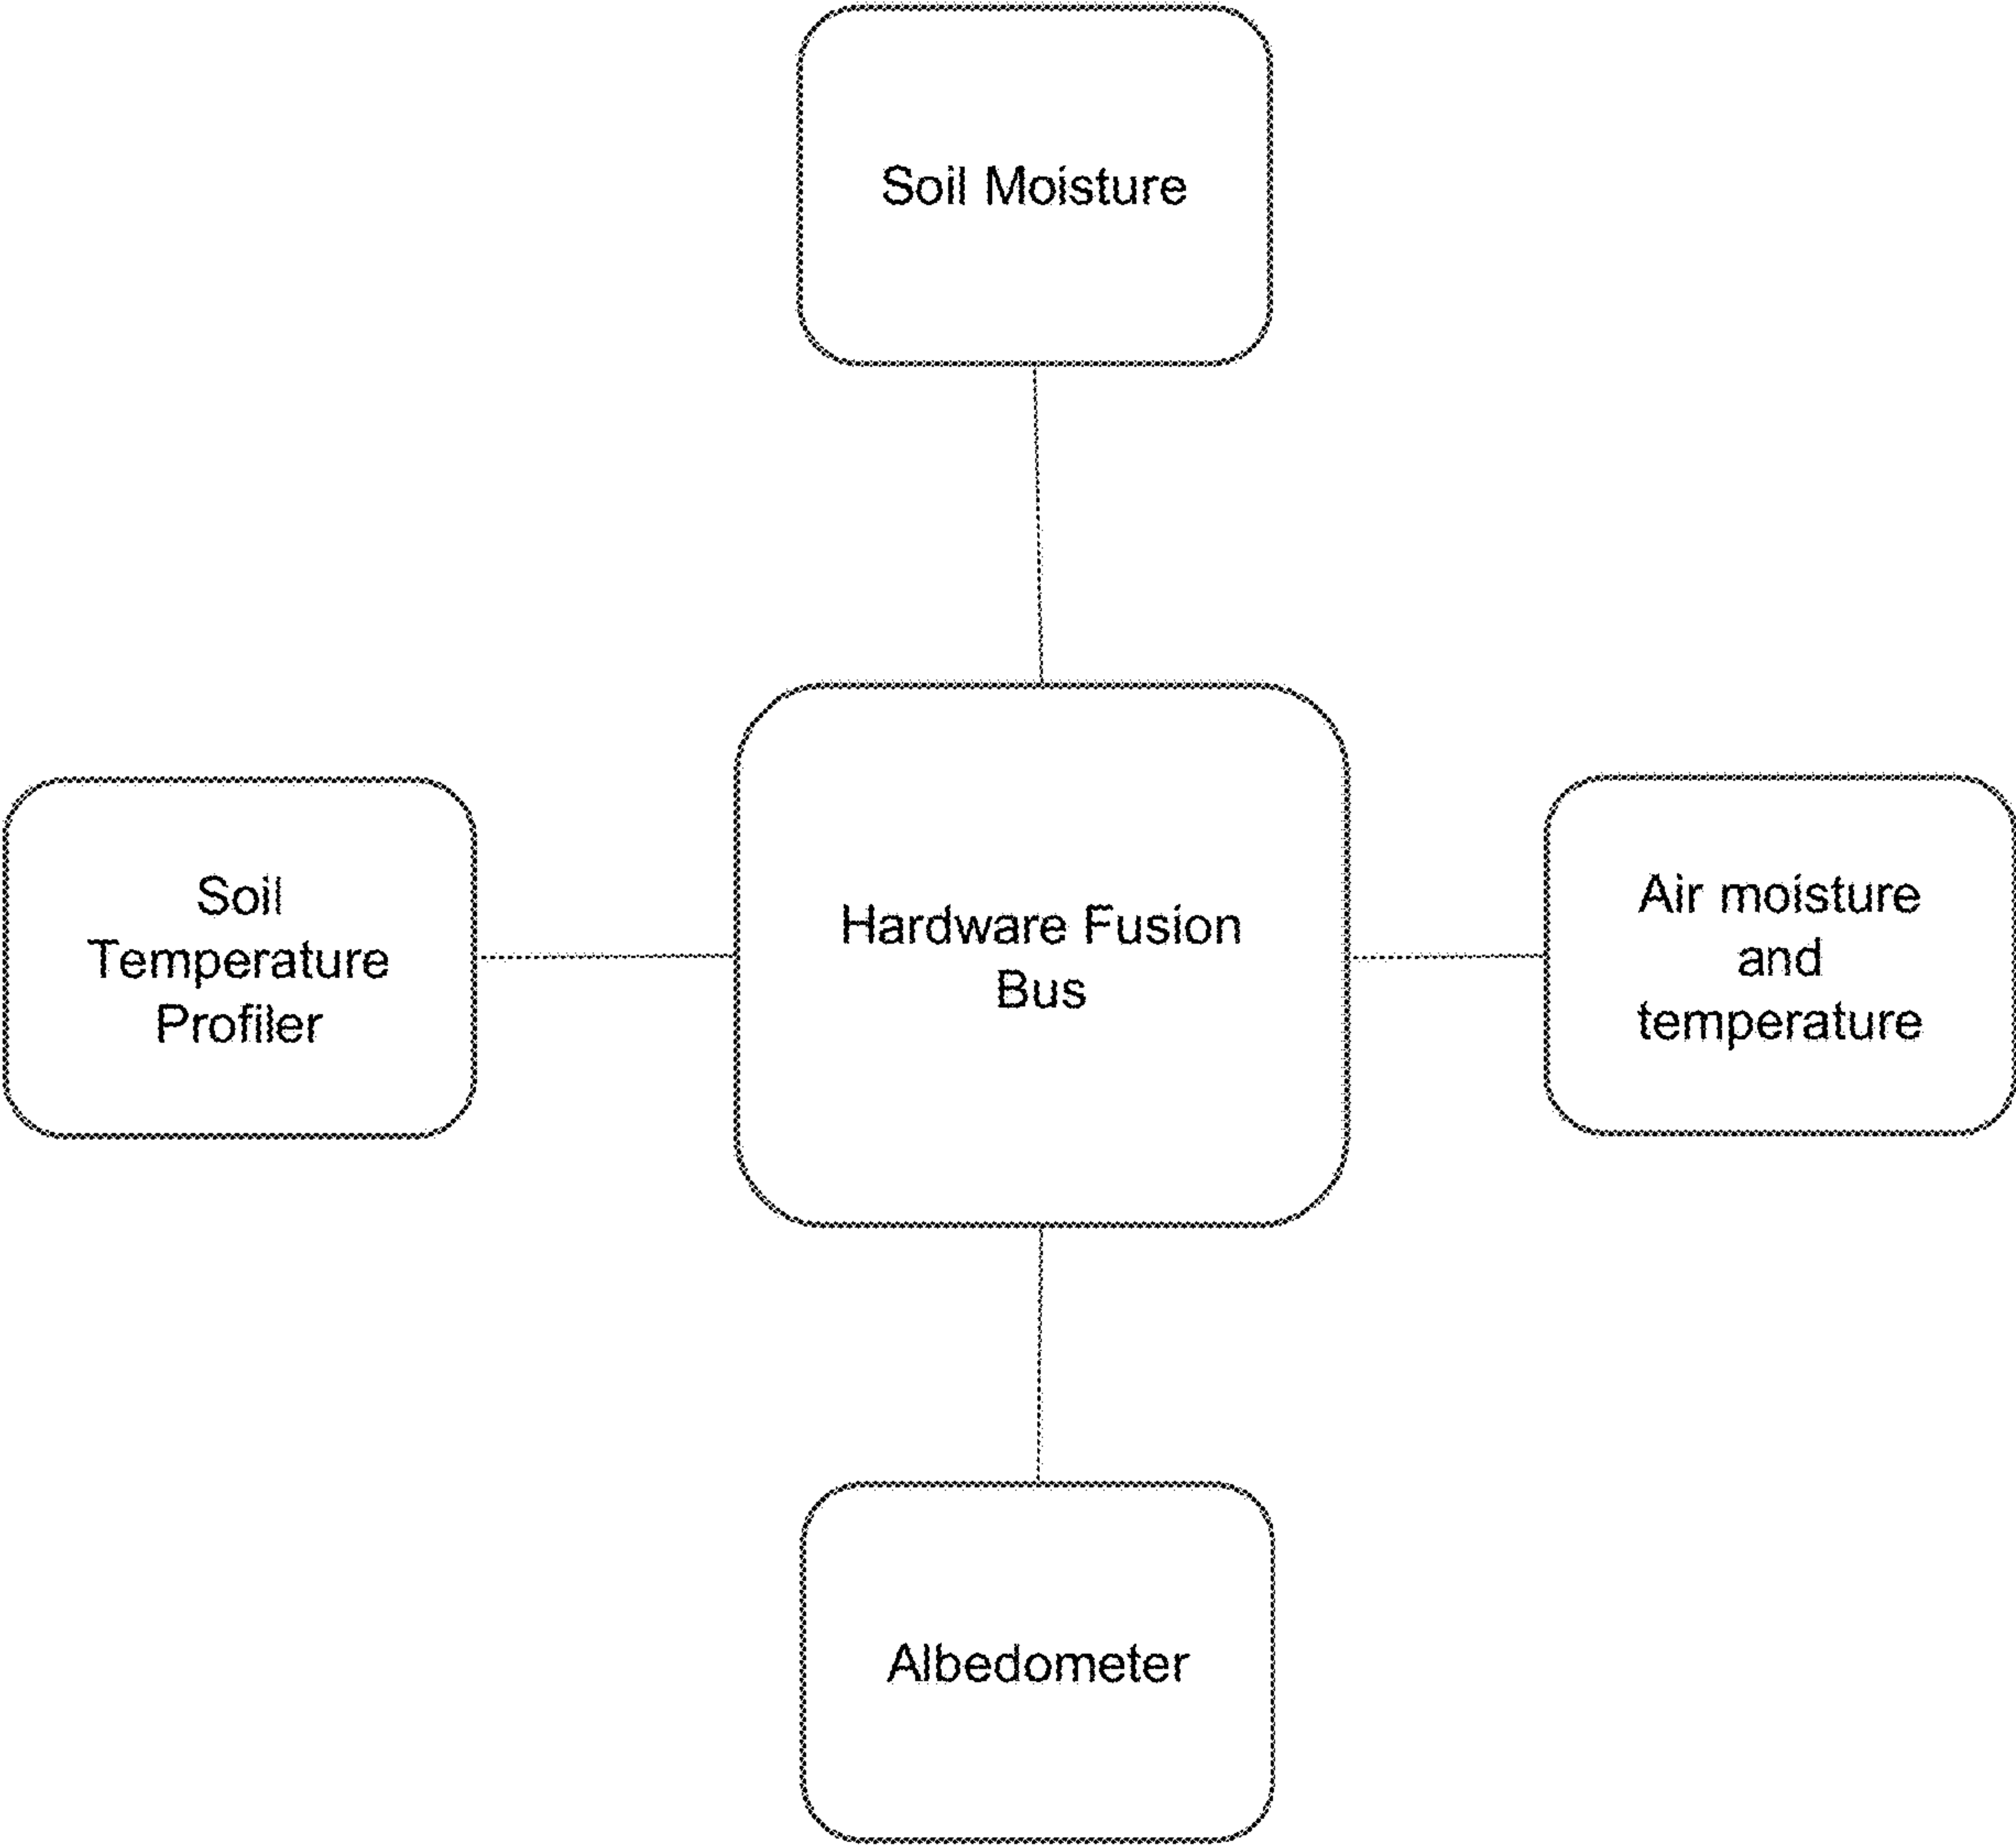 Soil Moisture
Soil
Temperature
Profiler
Hardware Fusion
Bus
Air moisture
and
temperature
Albedometer